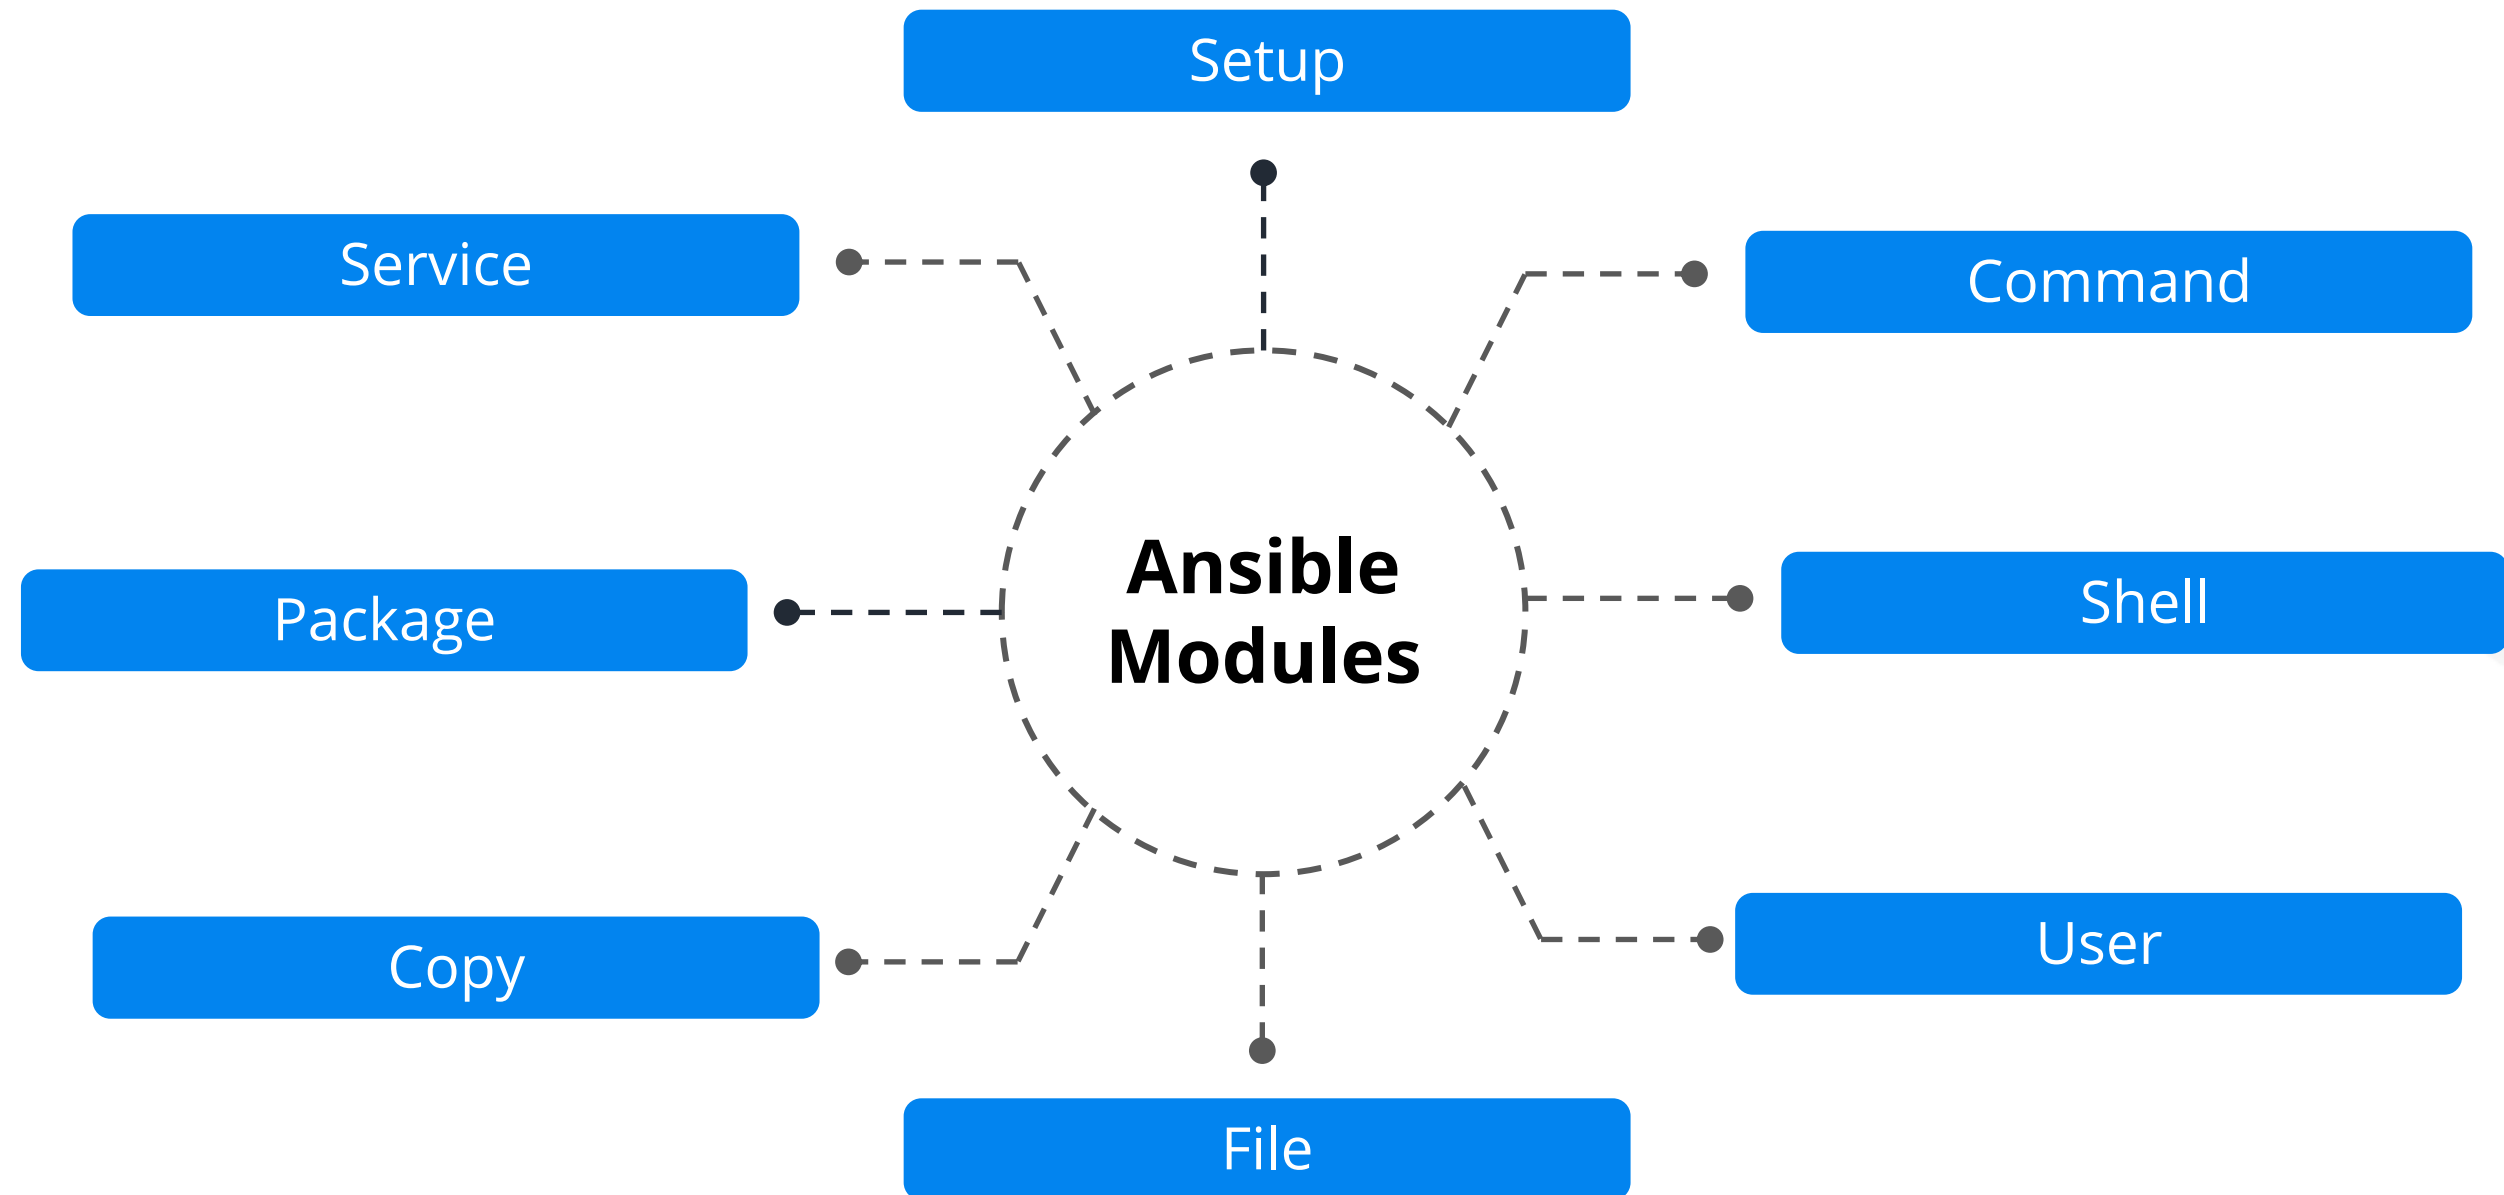 Setup
Service
Command
Ansible
Modules
Package
Shell
Copy
User
File